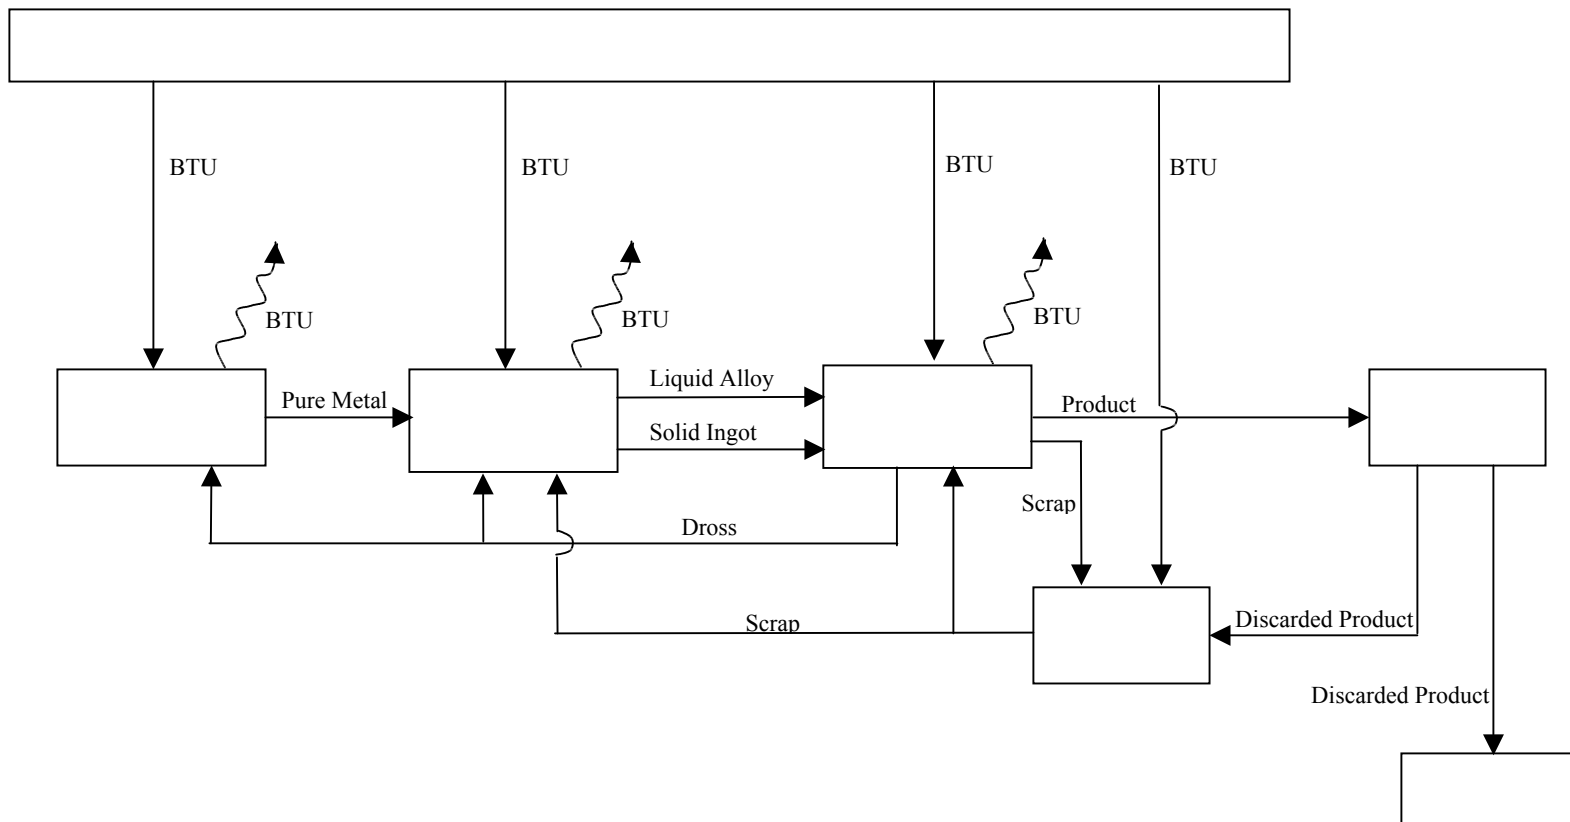 BTU
BTU
BTU
BTU
BTU
BTU
BTU
Pure Metal
Liquid Alloy
Solid Ingot
Product
Scrap
Dross
Scrap
Discarded Product
Discarded Product